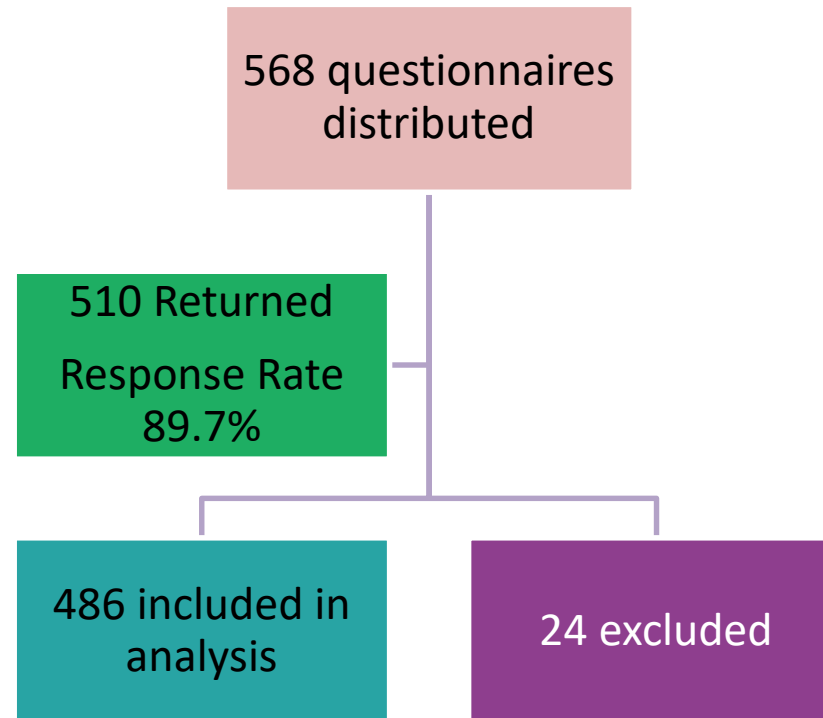 568 questionnaires
distributed
510 Returned
Response Rate
89.7%
486 included in
analysis
24 excluded